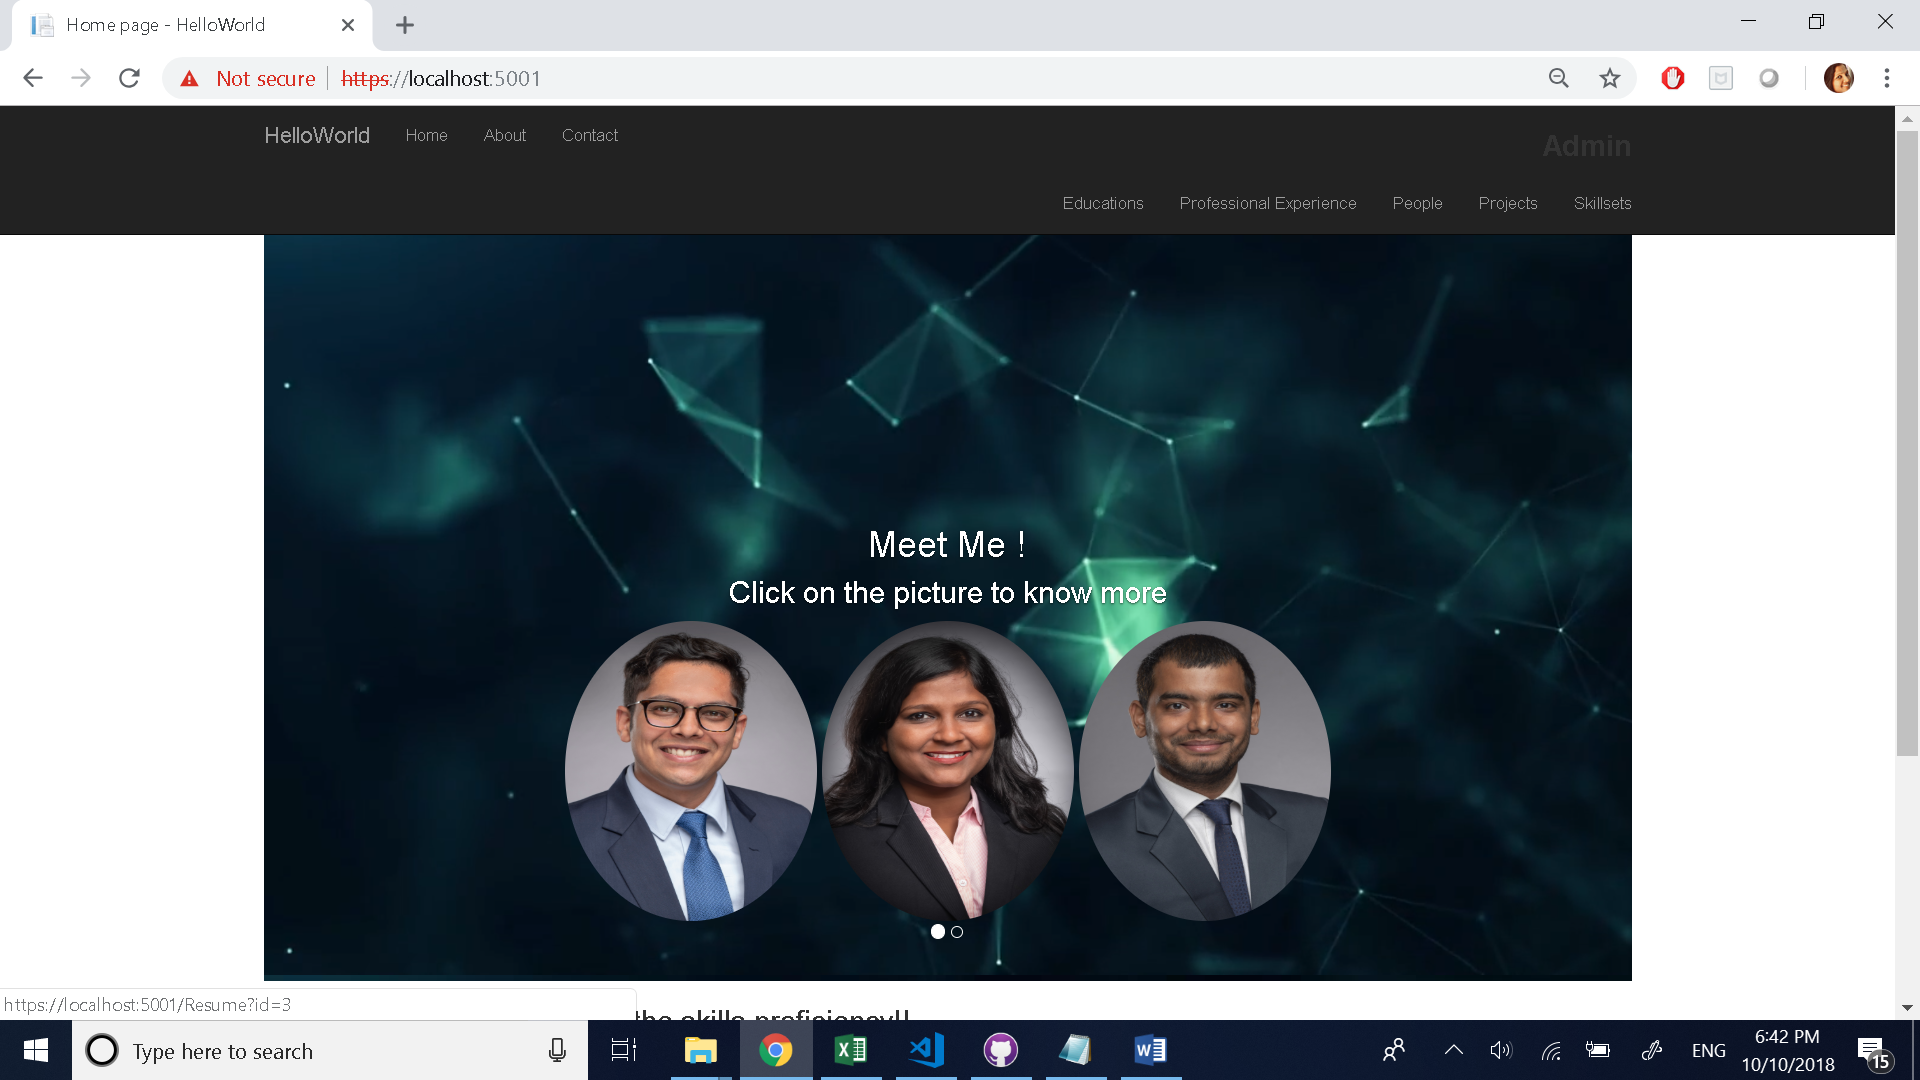 Home page - HelloWorld
Not secure
https://localhost:5001
HelloWorld Home About Contact
Admin
Educations Professional Experience People Projects Skillsets
Meet Me !
Click on the picture to know more
https://localhost:5001/Resume?id=3
the skills proficiency!!
Type here to search
ENG
6:42 PM
10/10/2018
15